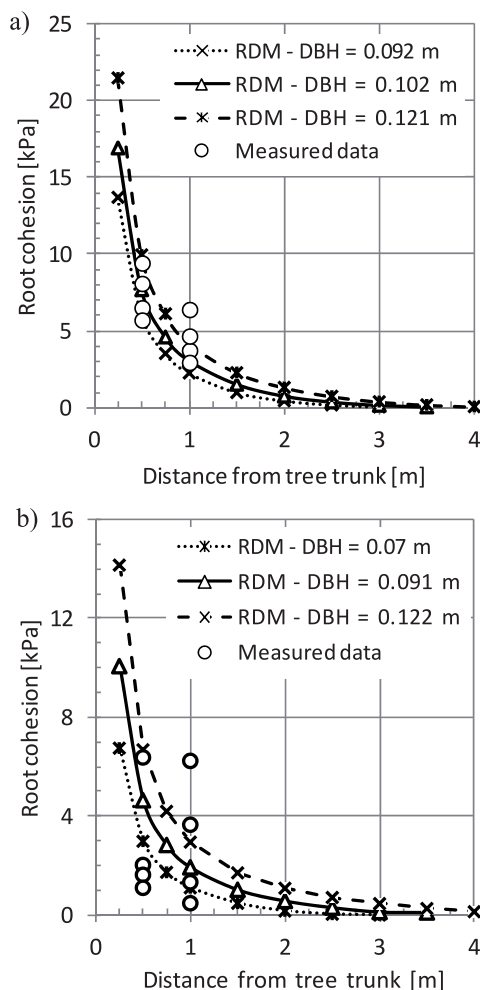 a)
25
20
15
10
5
0
Root cohesion [kPa]
RDM - DBH = 0.092 m
RDM - DBH = 0.102 m
RDM - DBH = 0.121 m
Measured data
0 1 2 3 4
Distance from tree trunk [m]
b)
16
12
8
4
0
Root cohesion [kPa]
RDM - DBH = 0.07 m
RDM - DBH = 0.091 m
RDM - DBH = 0.122 m
Measured data
0 1 2 3 4
Distance from tree trunk [m]